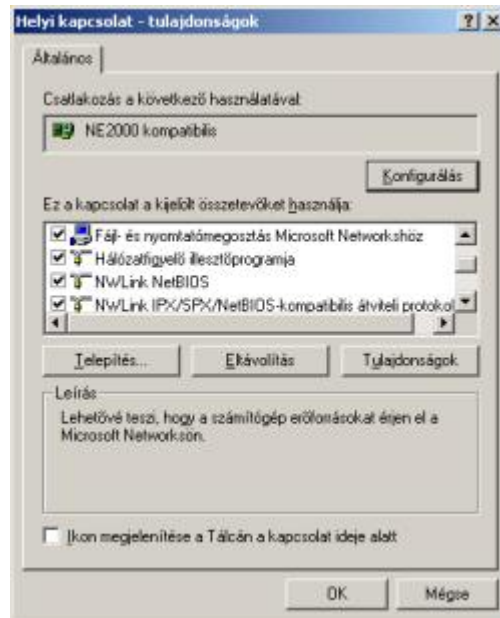 Helyi kapcsolat - tulajdonságok
Általános
Csatlakozás a következő használatával:
NE2000 kompatibilis
Konfigurálás
Ez a kapcsolat a kijelölt összetevőket használja:
Fájl- és nyomtatómegosztás Microsoft Networkshöz
Hálózatfigyelő illesztőprogramja
NWLink NetBIOS
NWLink IPX/SPX/NetBIOS-kompatibilis átviteli protokol
Telepítés... Eltávolítás Tulajdonságok
Leírás
Lehetővé teszi, hogy a számítógép erőforrásokat érjen el a
Microsoft Networksön.
Ikon megjelenítése a Tálcán a kapcsolat ideje alatt
OK Mégse